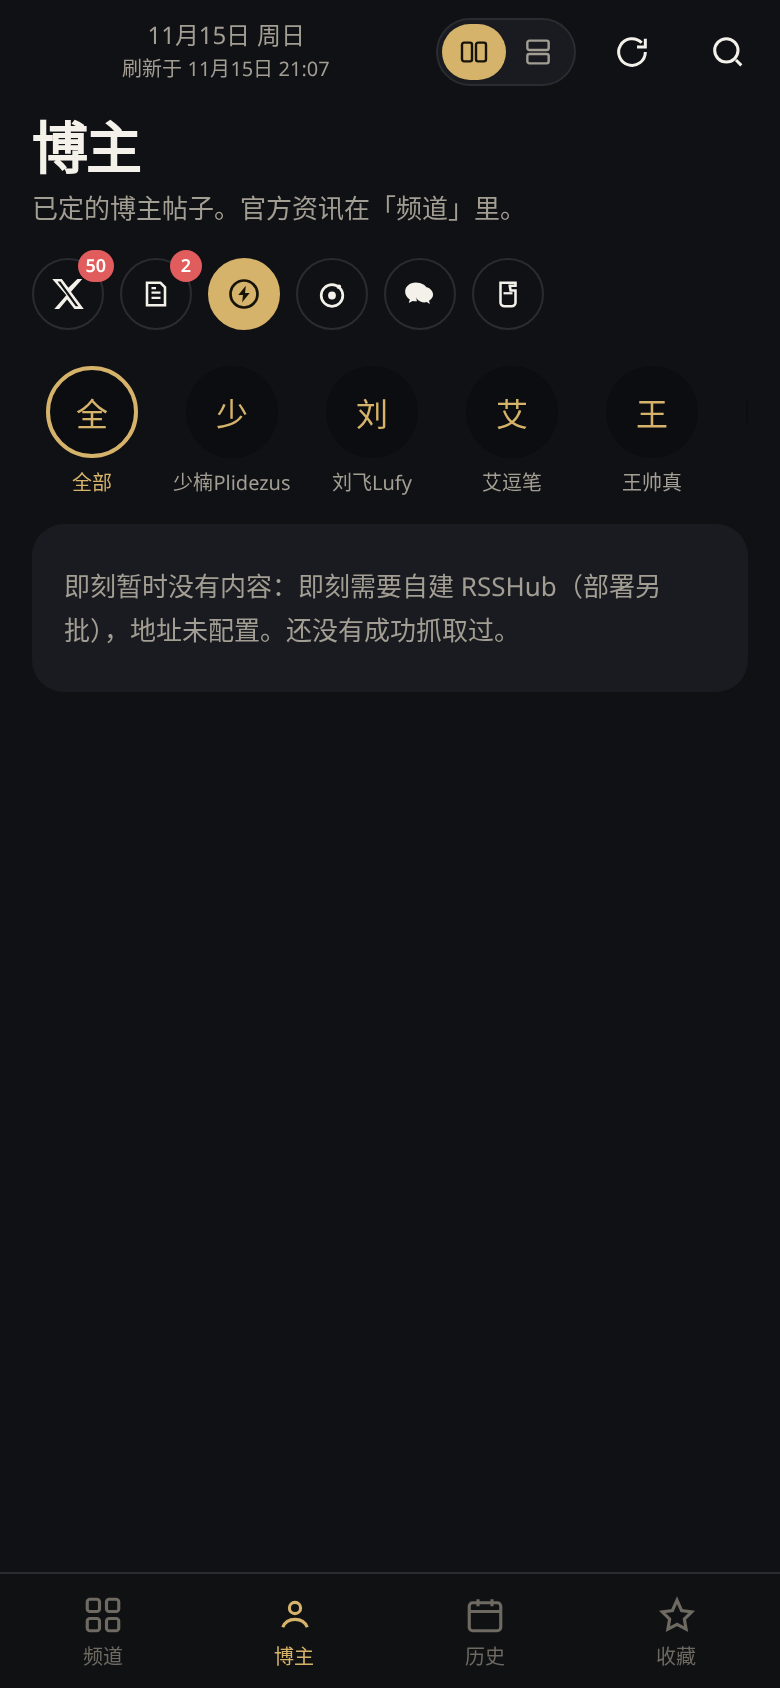 11月15日 周日
刷新于 11月15日 21:07
博主
已定的博主帖子。官方资讯在「频道」里。
50
2
全
少
刘
艾
王
全部
少楠Plidezus
刘飞Lufy
艾逗笔
王帅真
即刻暂时没有内容：即刻需要自建 RSSHub（部署另
批），地址未配置。还没有成功抓取过。
频道
博主
历史
收藏